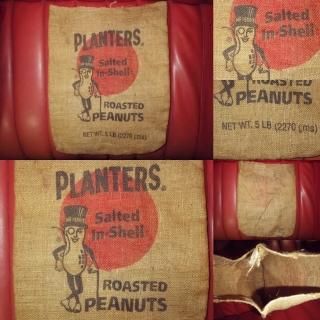 PLANTERS.
Salted
In-Shell
ROASTED
PEANUTS
NET WT. 5 LB (2270 gms)
Salted
In-Shell
ROASTED
PEANUTS
NET WT. 5 LB (2270 gms)
PLANTERS.
Salted
In-Shell
ROASTED
PEANUTS